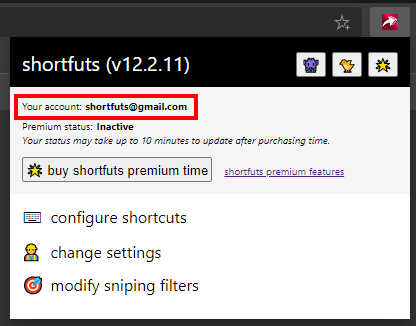 shortfuts (v12.2.11)
Your account: shortfuts@gmail.com
Premium status: Inactive
Your status may take up to 10 minutes to update after purchasing time.
buy shortfuts premium time
shortfuts premium features
configure shortcuts
change settings
modify sniping filters